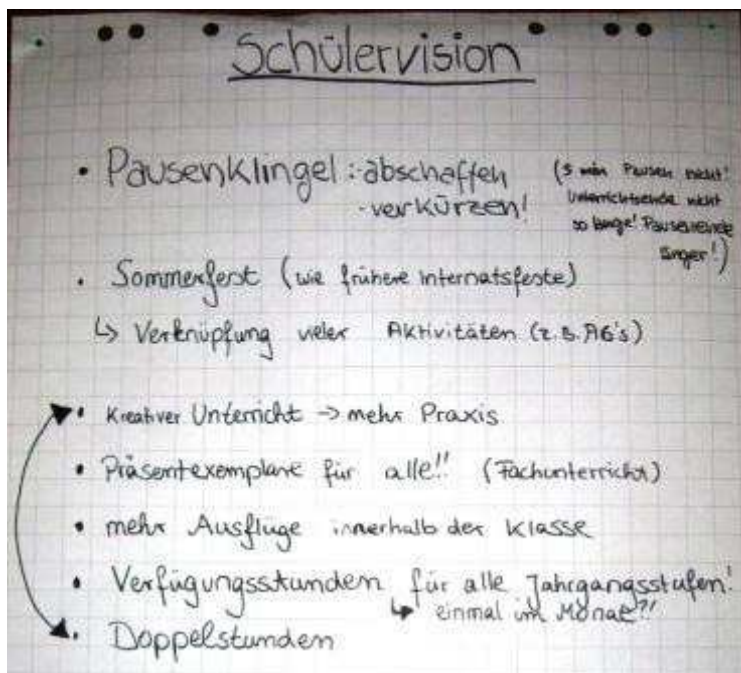 Schülervision
• Pausenklingel: -abschaffen
-verkürzen!
(5 min Pausen nicht!
Unterrichtsende nicht
so lange! Pausenende
länger!)
• Sommerfest (wie frühere Internatsfeste)
↳ Verknüpfung vieler Aktivitäten (z.B. AG's)
• Kreativer Unterricht → mehr Praxis
• Präsentexemplare für alle!! (Fachunterricht)
• mehr Ausflüge innerhalb der Klasse
• Verfügungsstunden für alle Jahrgangsstufen!
↳ einmal im Monat?!
• Doppelstunden